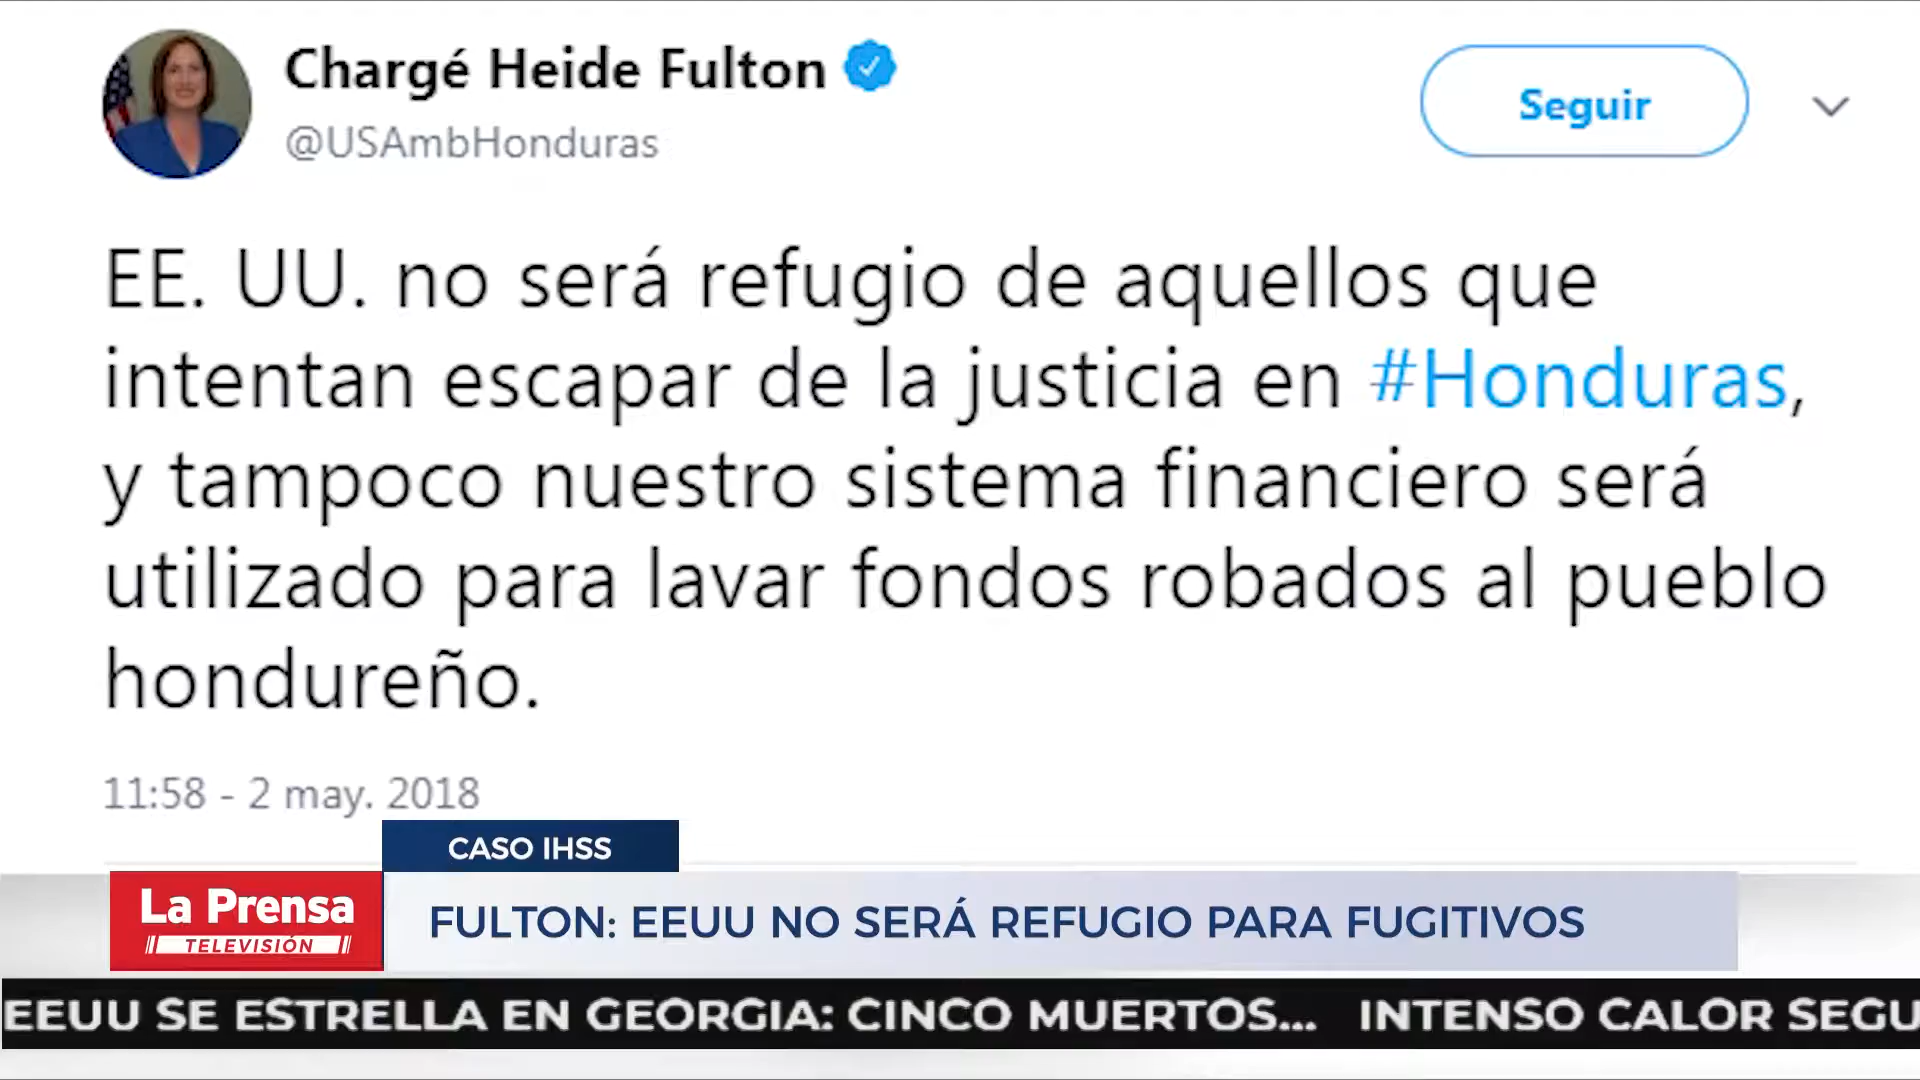 Chargé Heide Fulton
@USAmbHonduras
Seguir
EE. UU. no será refugio de aquellos que
intentan escapar de la justicia en #Honduras,
y tampoco nuestro sistema financiero será
utilizado para lavar fondos robados al pueblo
hondureño.
11:58 - 2 may. 2018
CASO IHSS
La Prensa
TELEVISIÓN
FULTON: EEUU NO SERÁ REFUGIO PARA FUGITIVOS
EEUU SE ESTRELLA EN GEORGIA: CINCO MUERTOS... INTENSO CALOR SEGU